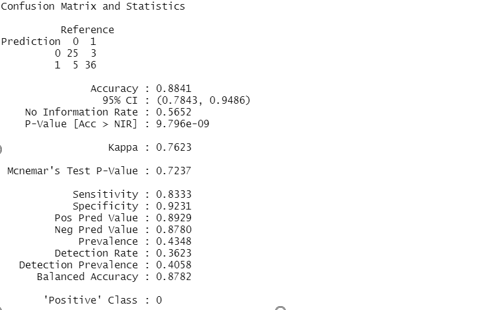 Confusion Matrix and Statistics
Reference
Prediction 0 1
0 25 3
1 5 36
Accuracy : 0.8841
95% CI : (0.7843, 0.9486)
No Information Rate : 0.5652
P-Value [Acc > NIR] : 9.796e-09
Kappa : 0.7623
Mcnemar's Test P-Value : 0.7237
Sensitivity : 0.8333
Specificity : 0.9231
Pos Pred Value : 0.8929
Neg Pred Value : 0.8780
Prevalence : 0.4348
Detection Rate : 0.3623
Detection Prevalence : 0.4058
Balanced Accuracy : 0.8782
'Positive' Class : 0